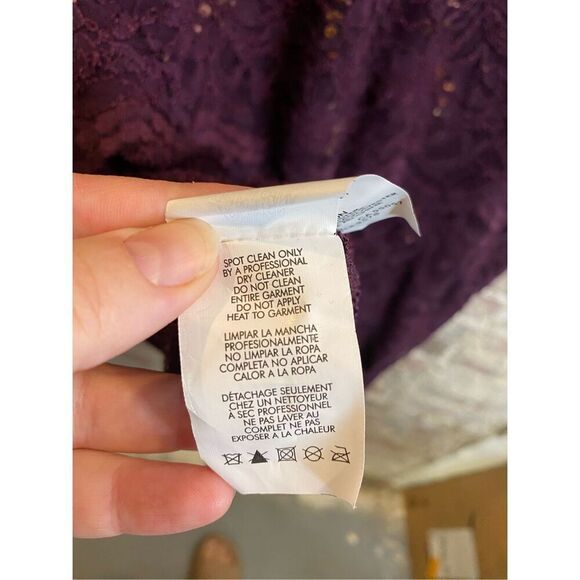 SPOT CLEAN ONLY
BY A PROFESSIONAL
DRY CLEANER
DO NOT CLEAN
ENTIRE GARMENT
DO NOT APPLY
HEAT TO GARMENT
LIMPIAR LA MANCHA
PROFESIONALMENTE
NO LIMPIAR LA ROPA
COMPLETA NO APLICAR
CALOR A LA ROPA
DÉTACHAGE SEULEMENT
CHEZ UN NETTOYEUR
A SEC PROFESSIONNEL
NE PAS LAVER AU
COMPLET NE PAS
EXPOSER A LA CHALEUR